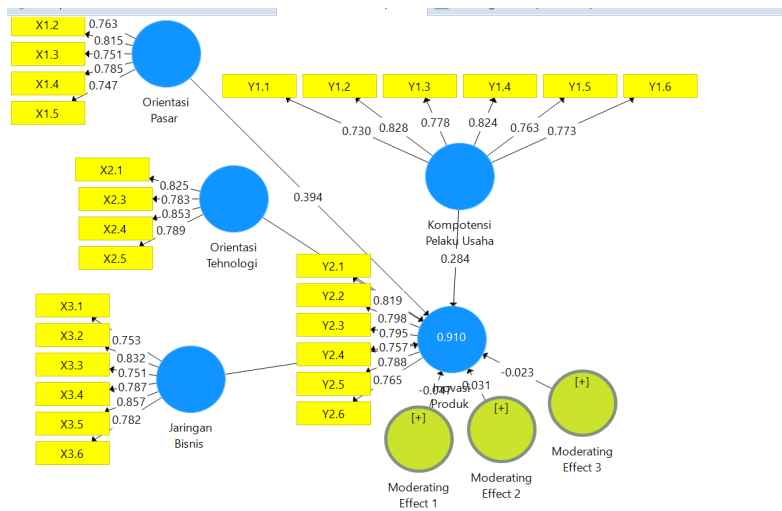 X1.2
X1.3
X1.4
X1.5
0.763
0.815
0.751
0.785
0.747
Orientasi
Pasar
Y1.1
Y1.2
Y1.3
Y1.4
Y1.5
Y1.6
0.730
0.828
0.778
0.824
0.763
0.773
Kompotensi
Pelaku Usaha
0.394
0.284
X2.1
X2.3
X2.4
X2.5
0.825
0.783
0.853
0.789
Orientasi
Tehnologi
Y2.1
Y2.2
Y2.3
Y2.4
Y2.5
Y2.6
0.819
0.798
0.795
0.757
0.788
0.765
0.910
Inovasi
Produk
X3.1
X3.2
X3.3
X3.4
X3.5
X3.6
0.753
0.832
0.751
0.787
0.857
0.782
Jaringan
Bisnis
-0.047
0.031
-0.023
[+]
Moderating
Effect 1
[+]
Moderating
Effect 2
[+]
Moderating
Effect 3